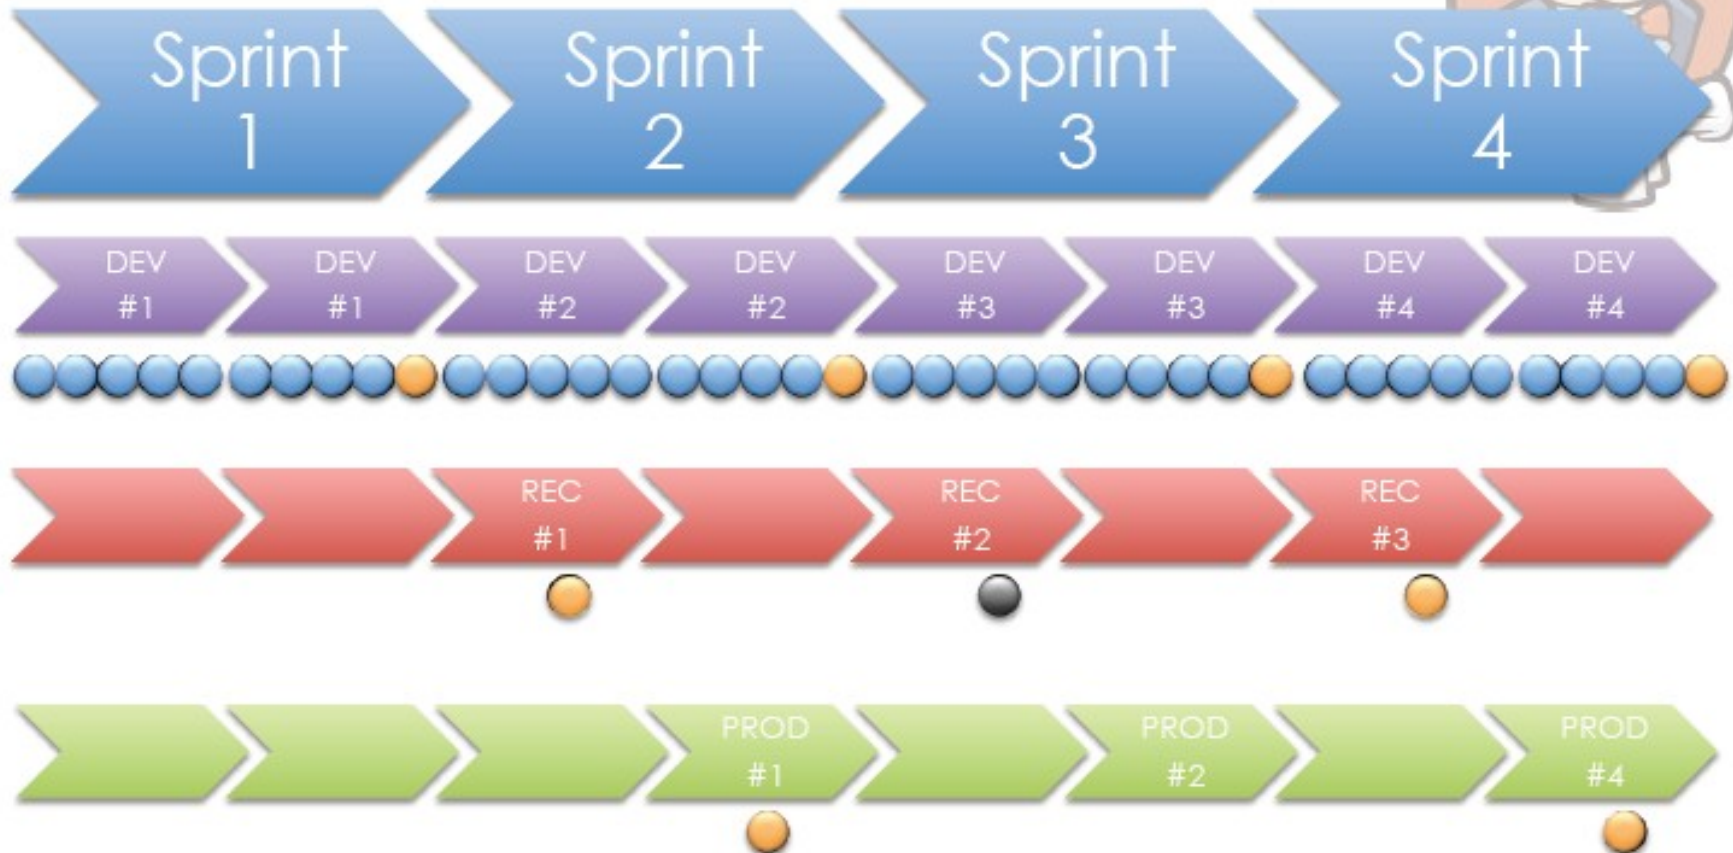 Sprint
1
Sprint
2
Sprint
3
Sprint
4
DEV
#1
DEV
#1
DEV
#2
DEV
#2
DEV
#3
DEV
#3
DEV
#4
DEV
#4
REC
#1
REC
#2
REC
#3
PROD
#1
PROD
#2
PROD
#4